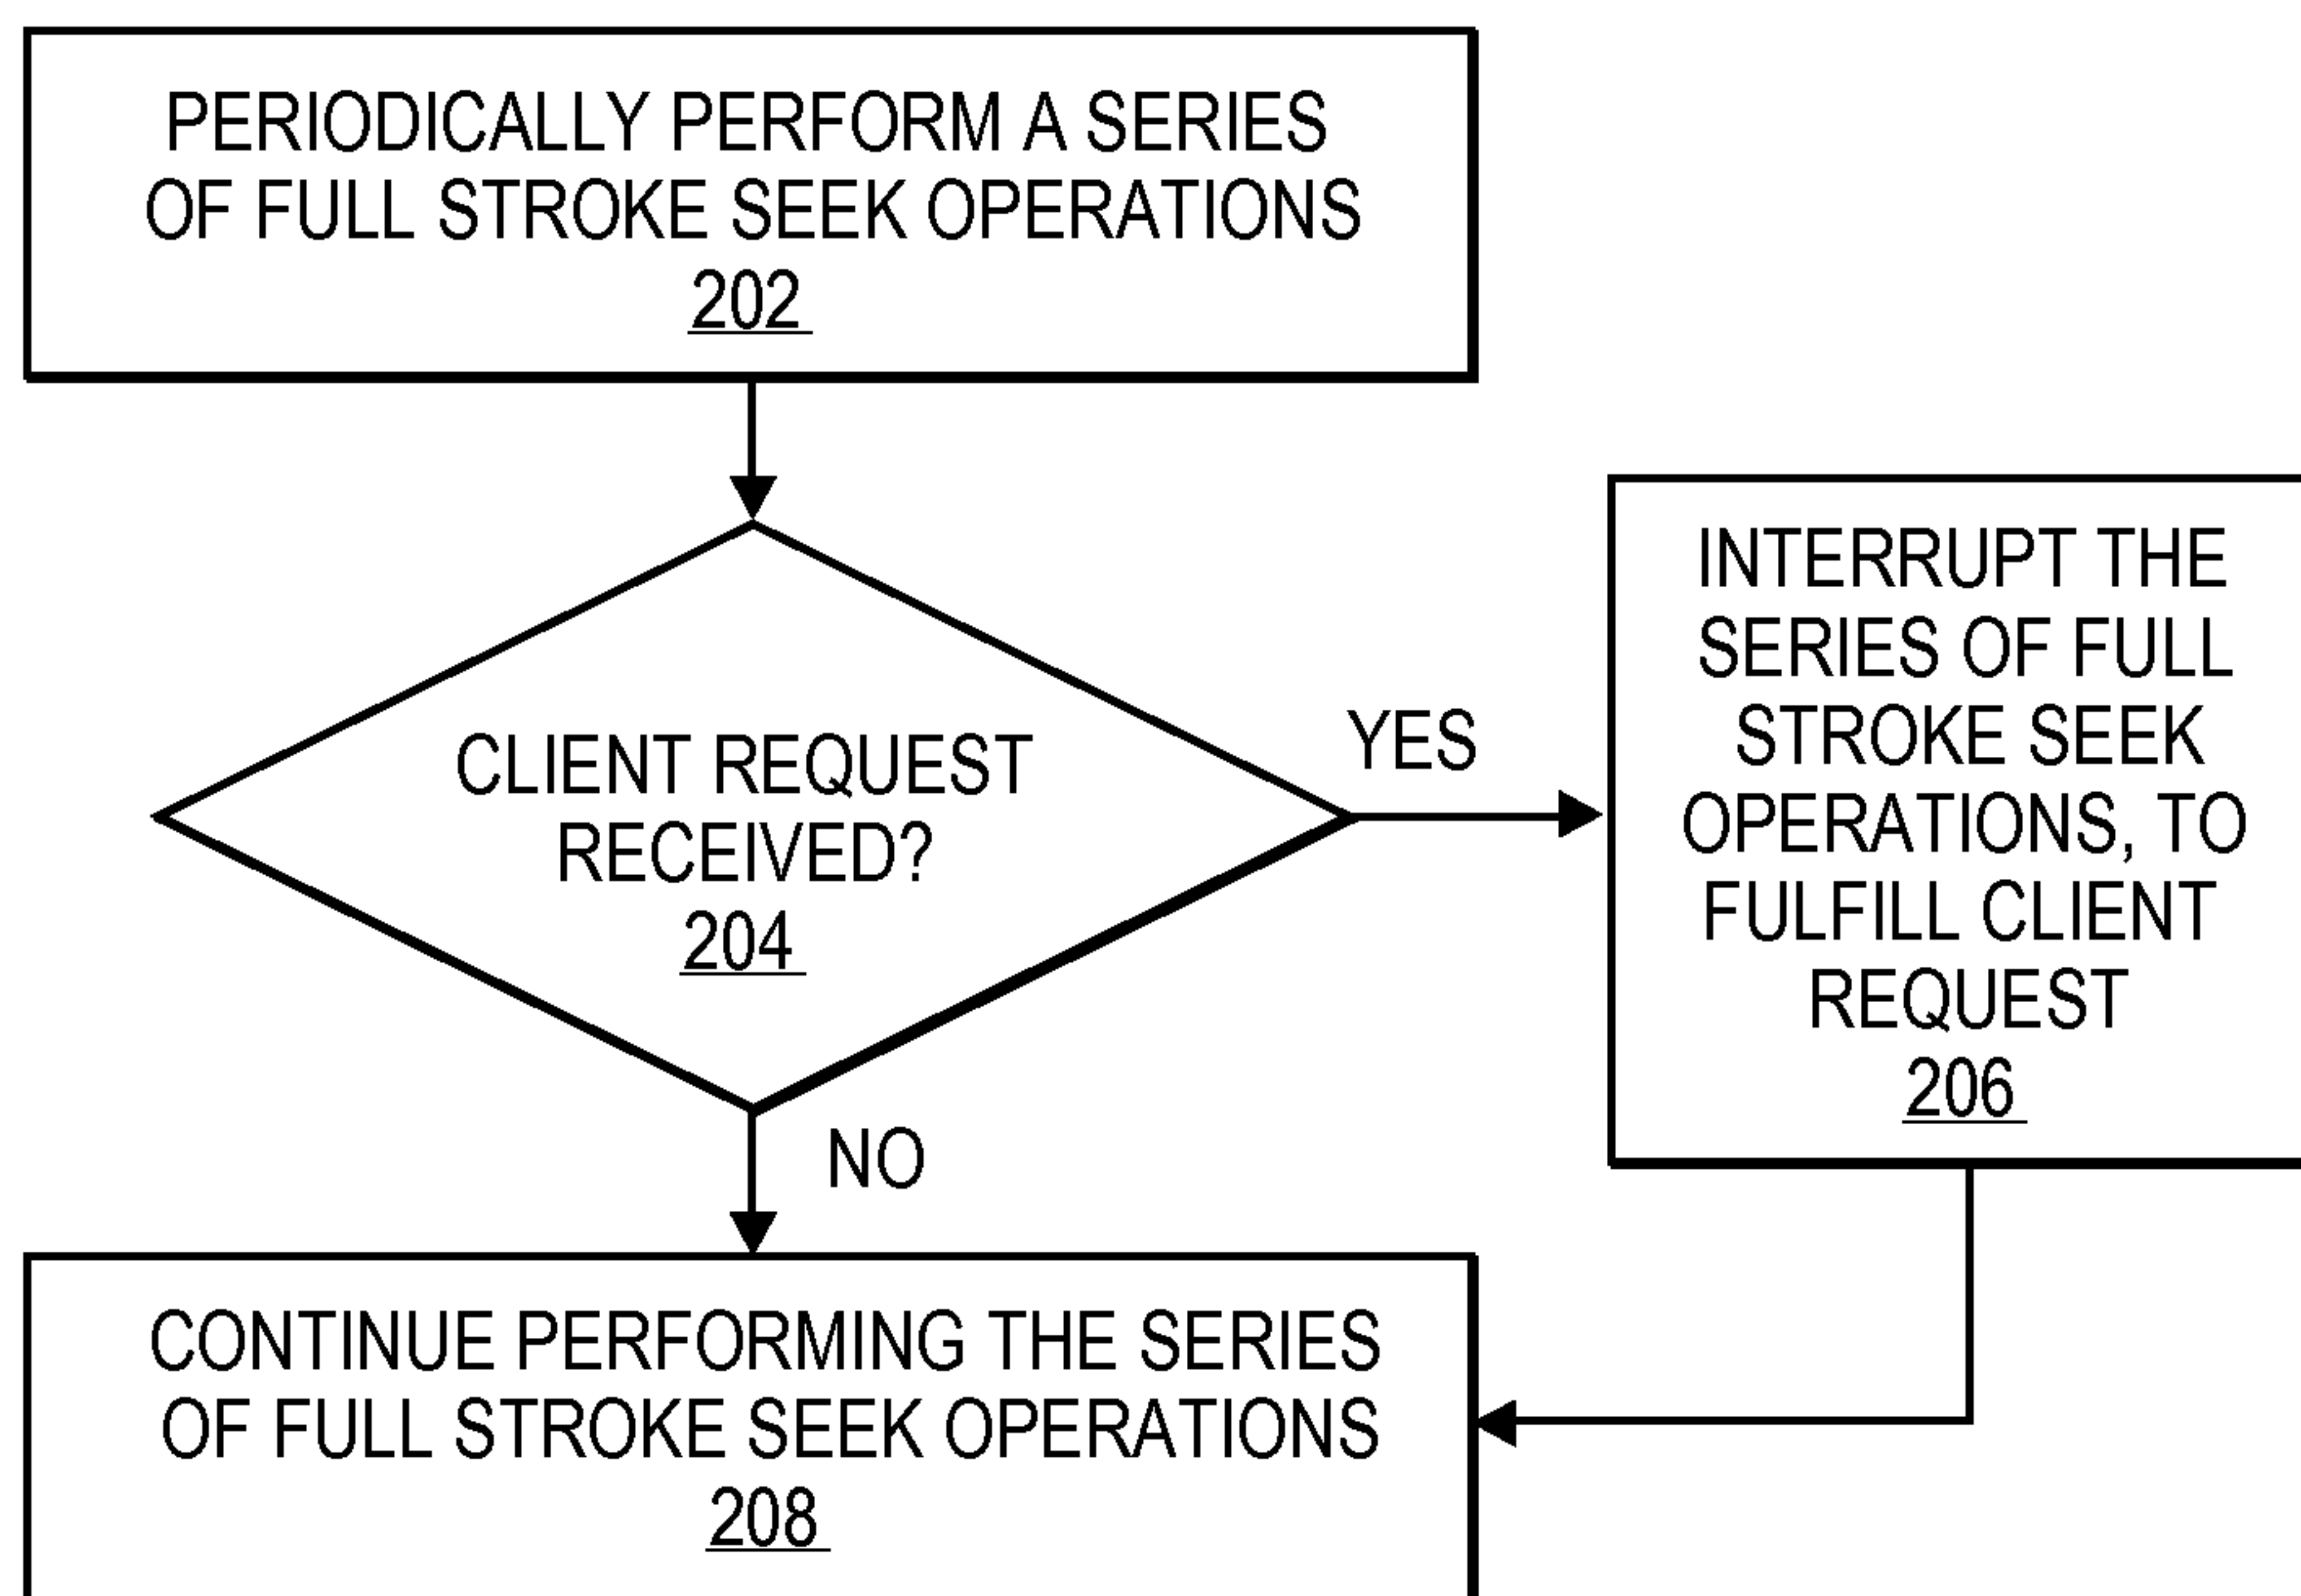 PERIODICALLY PERFORM A SERIES
OF FULL STROKE SEEK OPERATIONS
202
CLIENT REQUEST
RECEIVED?
204
YES
INTERRUPT THE
SERIES OF FULL
STROKE SEEK
OPERATIONS, TO
FULFILL CLIENT
REQUEST
206
NO
CONTINUE PERFORMING THE SERIES
OF FULL STROKE SEEK OPERATIONS
208